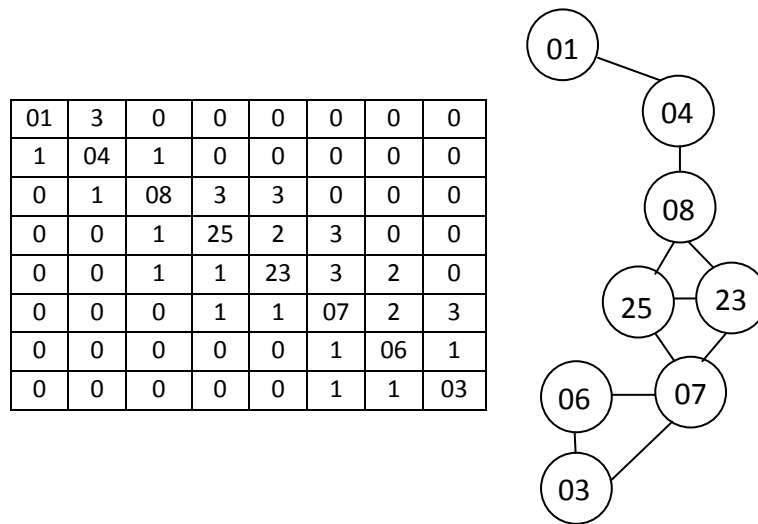 01 3 0 0 0 0 0 0
1 04 1 0 0 0 0 0
0 1 08 3 3 0 0 0
0 0 1 25 2 3 0 0
0 0 1 1 23 3 2 0
0 0 0 1 1 07 2 3
0 0 0 0 0 1 06 1
0 0 0 0 0 1 1 03
01
04
08
25 23
06 07
03